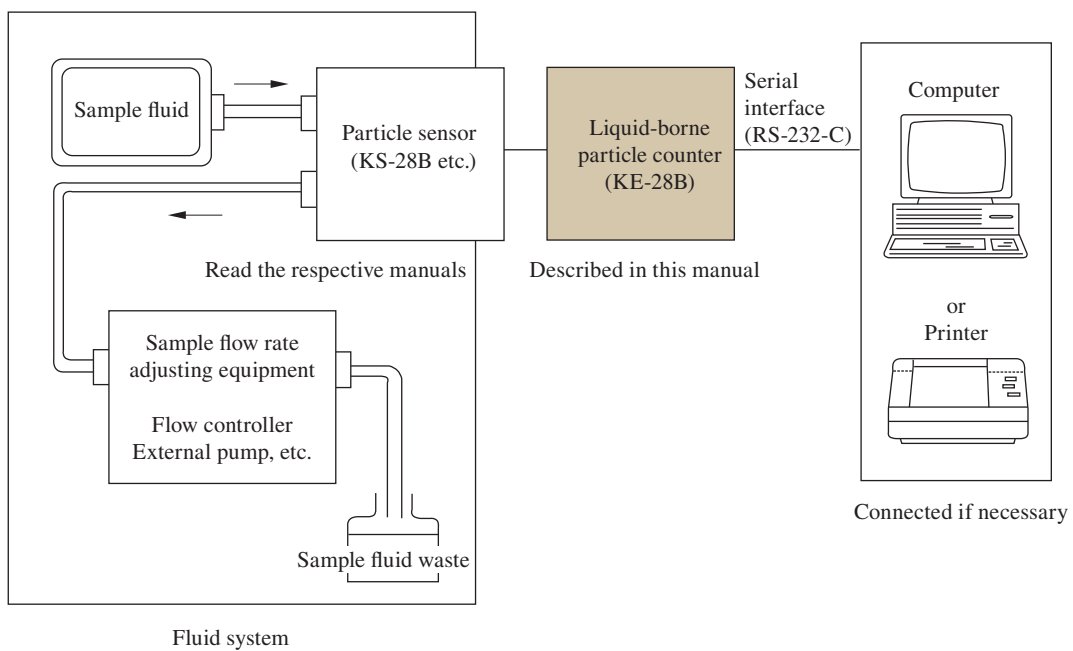 Sample fluid
Particle sensor
(KS-28B etc.)
Liquid-borne
particle counter
(KE-28B)
Serial
interface
(RS-232-C)
Computer
or
Printer
Read the respective manuals
Described in this manual
Sample flow rate
adjusting equipment
Flow controller
External pump, etc.
Connected if necessary
Sample fluid waste
Fluid system